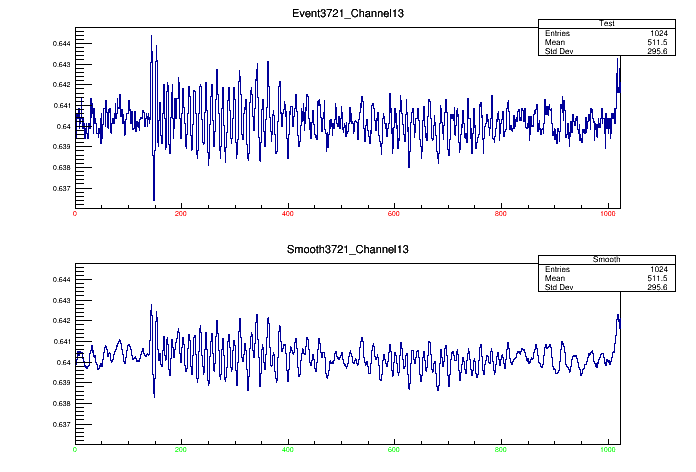 Event3721_Channel13
Test
Entries 1024
Mean 511.5
Std Dev 295.6
0.644
0.643
0.642
0.641
0.64
0.639
0.638
0.637
0 200 400 600 800 1000
Smooth3721_Channel13
Smooth
Entries 1024
Mean 511.5
Std Dev 295.6
0.644
0.643
0.642
0.641
0.64
0.639
0.638
0.637
0 200 400 600 800 1000